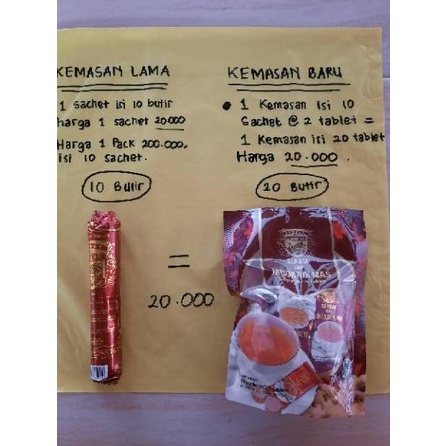 KEMASAN LAMA
1 Sachet isi 10 butir
harga 1 sachet 20.000
Harga 1 Pack 200.000,
isi 10 sachet.
10 Butir
KEMASAN BARU
1 Kemasan isi 10
Sachet @ 2 tablet =
1 Kemasan isi 20 tablet
Harga 20.000.
20 Butir
=
20.000